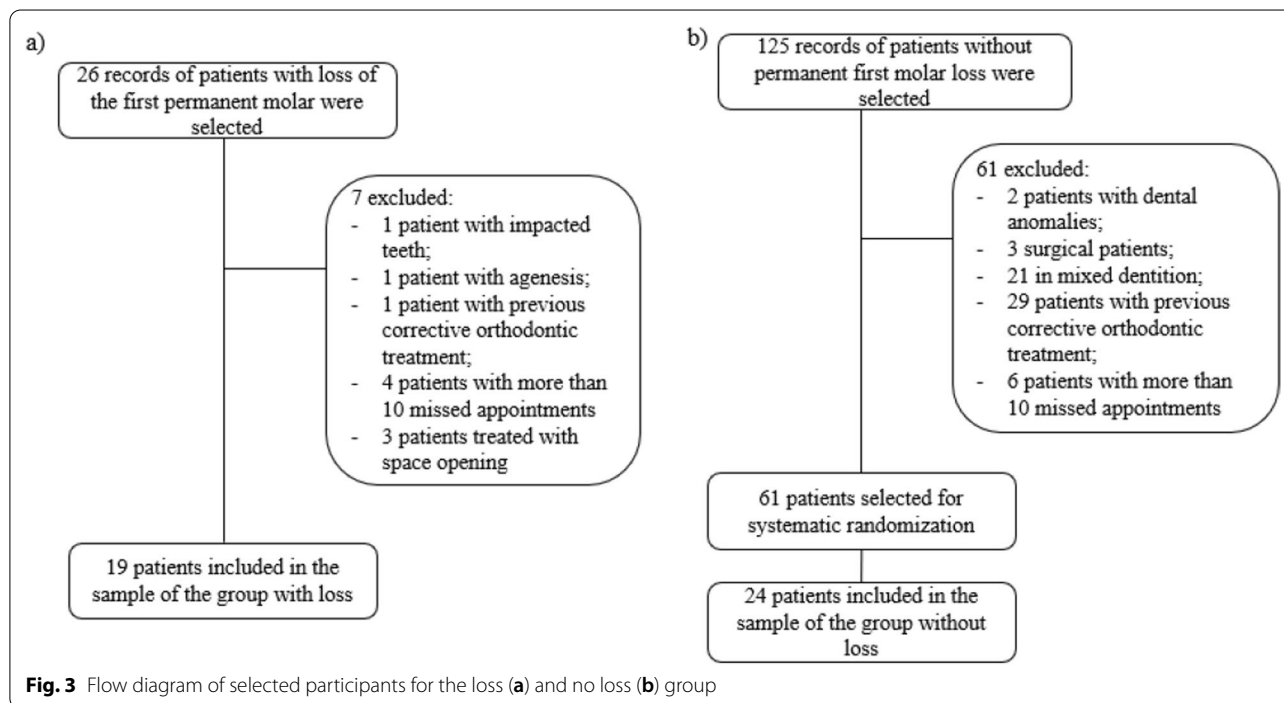 a)
26 records of patients with loss of
the first permanent molar were
selected
7 excluded:
- 1 patient with impacted
teeth;
- 1 patient with agenesis;
- 1 patient with previous
corrective orthodontic
treatment;
- 4 patients with more than
10 missed appointments
- 3 patients treated with
space opening
19 patients included in the
sample of the group with loss
b)
125 records of patients without
permanent first molar loss were
selected
61 excluded:
- 2 patients with dental
anomalies;
- 3 surgical patients;
- 21 in mixed dentition;
- 29 patients with previous
corrective orthodontic
treatment;
- 6 patients with more than
10 missed appointments
61 patients selected for
systematic randomization
24 patients included in the
sample of the group without
loss
Fig. 3 Flow diagram of selected participants for the loss (a) and no loss (b) group